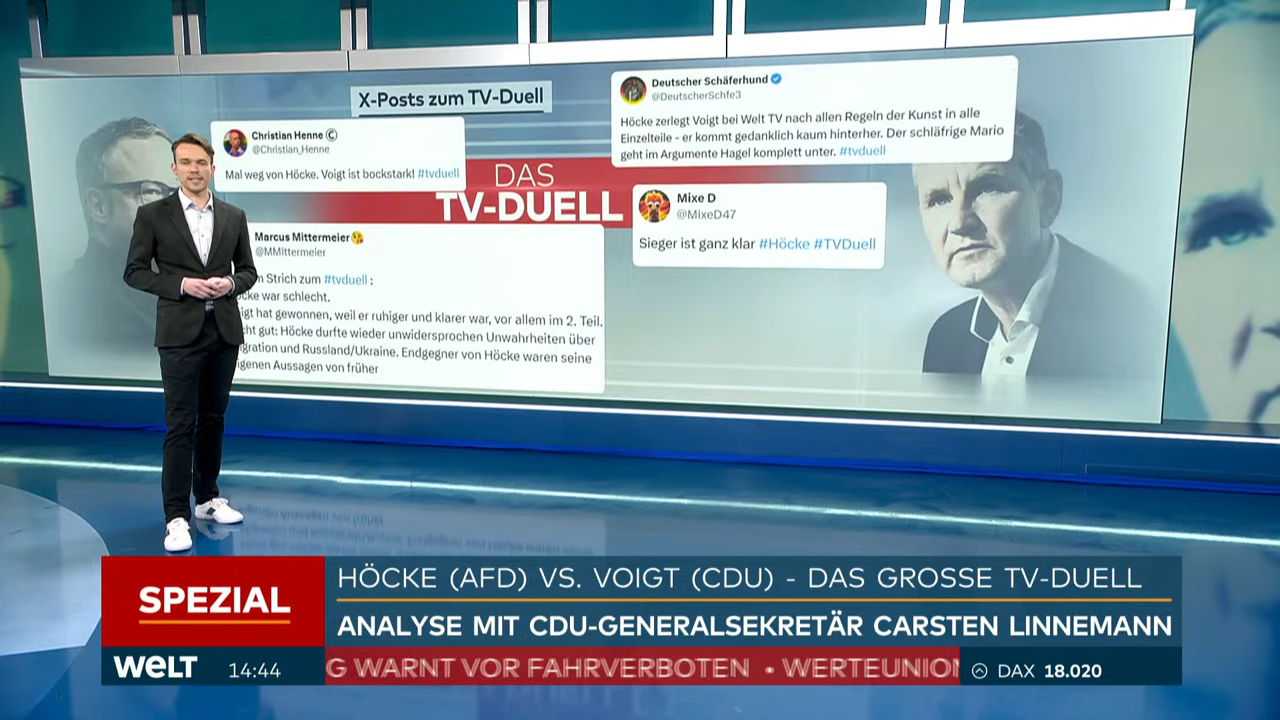 X-Posts zum TV-Duell
Christian Henne Ⓒ
@Christian_Henne
Mal weg von Höcke. Voigt ist bockstark! #tvduell
Deutscher Schäferhund
@DeutscherSchfe3
Höcke zerlegt Voigt bei Welt TV nach allen Regeln der Kunst in alle
Einzelteile - er kommt gedanklich kaum hinterher. Der schläfrige Mario
geht im Argumente Hagel komplett unter. #tvduell
DAS
TV-DUELL
Mixe D
@MixeD47
Sieger ist ganz klar #Höcke #TVDuell
Marcus Mittermeier😘
@MMittermeier
Strich zum #tvduell :
war schlecht.
hat gewonnen, weil er ruhiger und klarer war, vor allem im 2. Teil.
gut: Höcke durfte wieder unwidersprochen Unwahrheiten über
und Russland/Ukraine. Endgegner von Höcke waren seine
Aussagen von früher
SPEZIAL
HÖCKE (AFD) VS. VOIGT (CDU) - DAS GROSSE TV-DUELL
ANALYSE MIT CDU-GENERALSEKRETÄR CARSTEN LINNEMANN
welt 14:44 G WARNT VOR FAHRVERBOTEN • WERTEUNION DAX 18.020